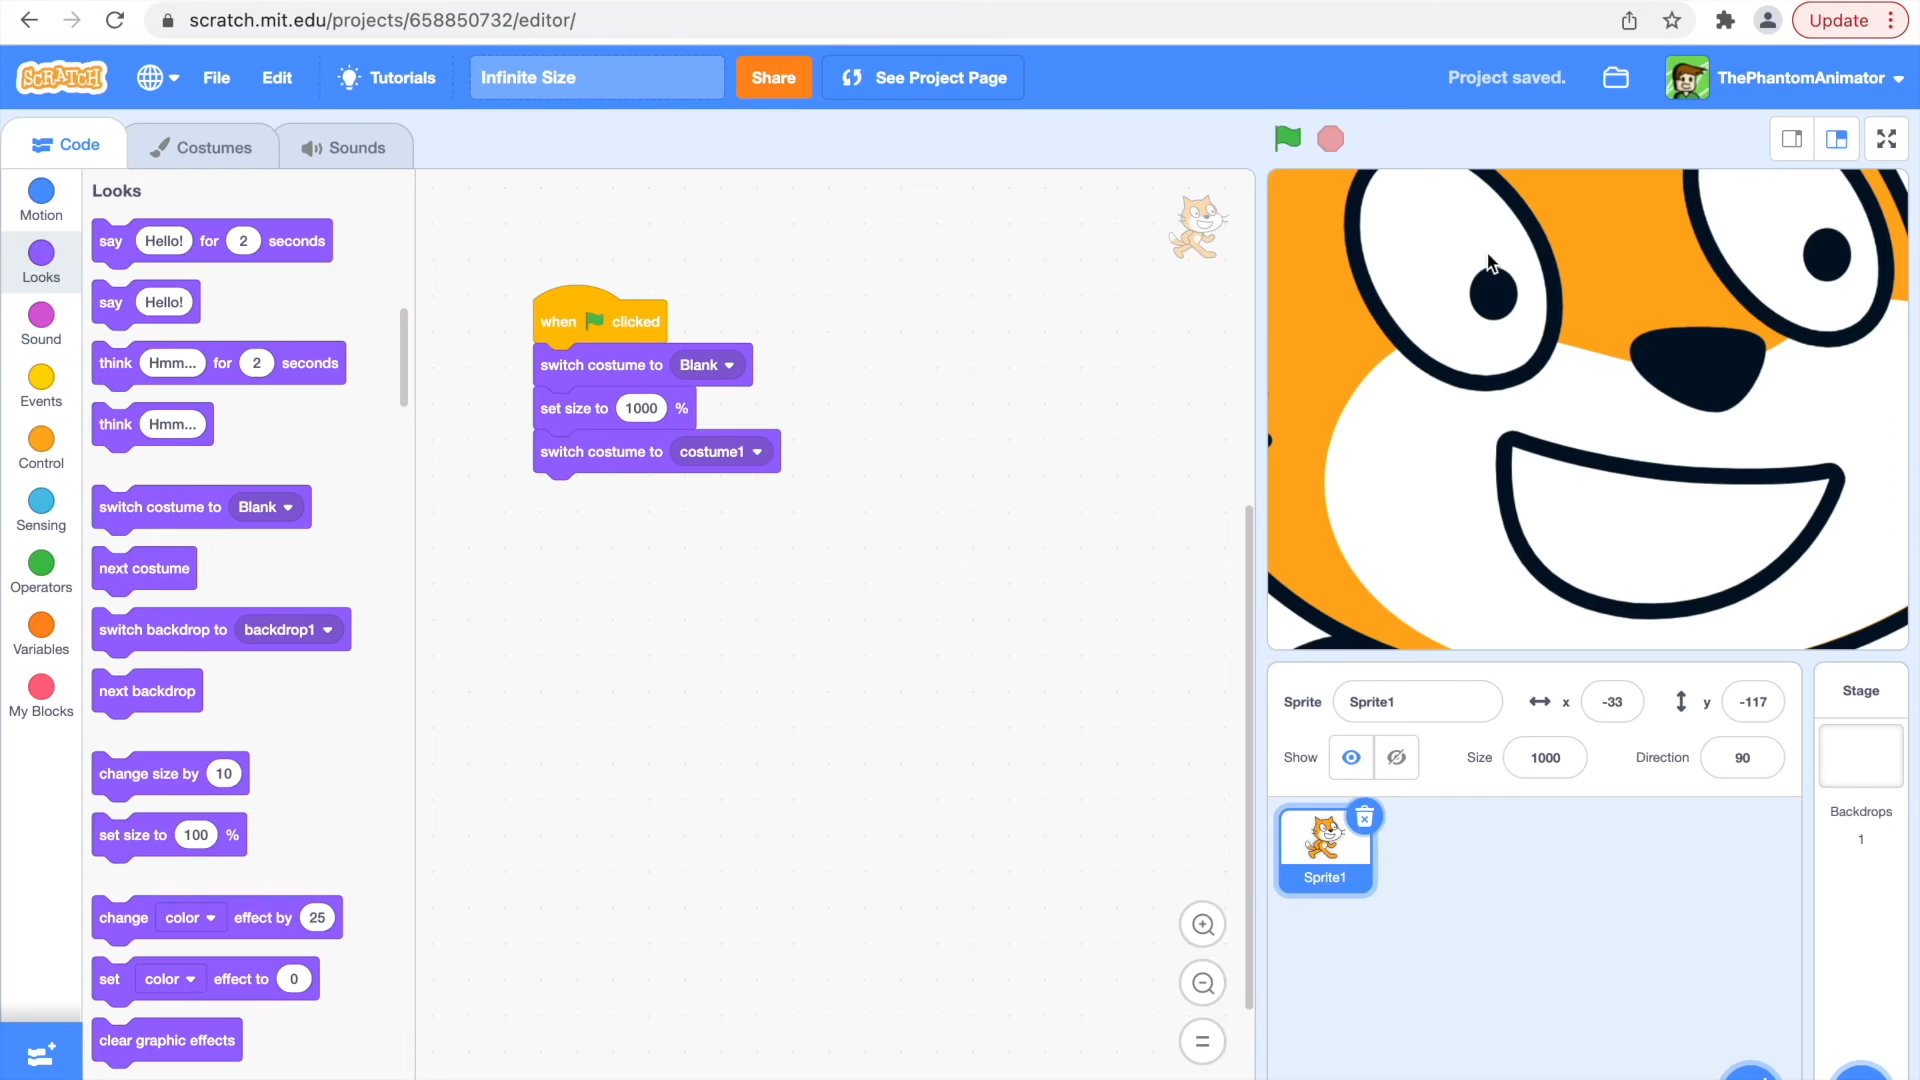 scratch.mit.edu/projects/658850732/editor/
Update
SCRATCH
File
Edit
Tutorials
Infinite Size
Share
See Project Page
Project saved.
ThePhantomAnimator
Code
Costumes
Sounds
Motion
Looks
Sound
Events
Control
Sensing
Operators
Variables
My Blocks
Looks
say Hello! for 2 seconds
say Hello!
think Hmm... for 2 seconds
think Hmm...
switch costume to Blank
next costume
switch backdrop to backdrop1
next backdrop
change size by 10
set size to 100 %
change color effect by 25
set color effect to 0
clear graphic effects
when clicked
switch costume to Blank
set size to 1000 %
switch costume to costume1
Sprite Sprite1 x -33 y -117
Show Size 1000 Direction 90
Sprite1
Stage
Backdrops
1